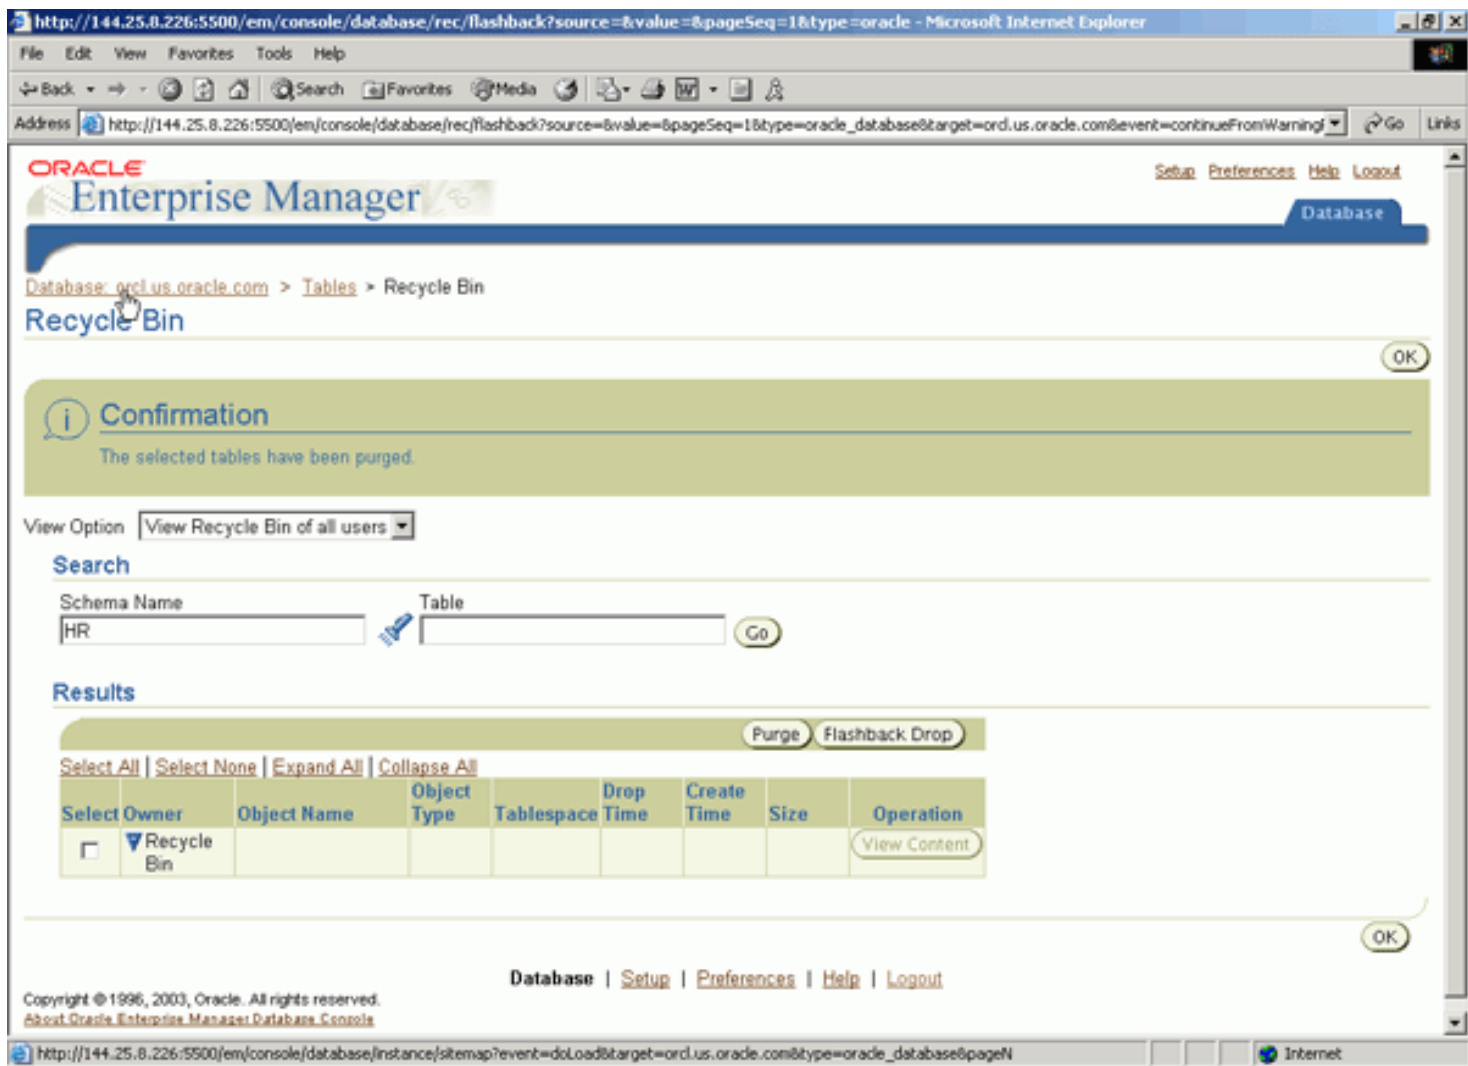 http://144.25.8.226:5500/em/console/database/rec/flashback?source=&value=&pageSeq=1&type=oracle - Microsoft Internet Explorer
File Edit View Favorites Tools Help
Back Search Favorites Media
Address http://144.25.8.226:5500/em/console/database/rec/flashback?source=&value=&pageSeq=1&type=oracle_database&target=orcl.us.oracle.com&event=continueFromWarning Go Links
ORACLE
Enterprise Manager
Setup Preferences Help Logout
Database
Database: orcl.us.oracle.com > Tables > Recycle Bin
Recycle Bin
OK
i Confirmation
The selected tables have been purged.
View Option View Recycle Bin of all users
Search
Schema Name Table
HR Go
Results
Purge Flashback Drop
Select All | Select None | Expand All | Collapse All
Select Owner Object Name Object Type Tablespace Drop Time Create Time Size Operation
Recycle Bin View Content
OK
Database | Setup | Preferences | Help | Logout
Copyright © 1996, 2003, Oracle. All rights reserved.
About Oracle Enterprise Manager Database Console
http://144.25.8.226:5500/em/console/database/instance/sitemap?event=doLoad&target=orcl.us.oracle.com&type=oracle_database&pageN Internet